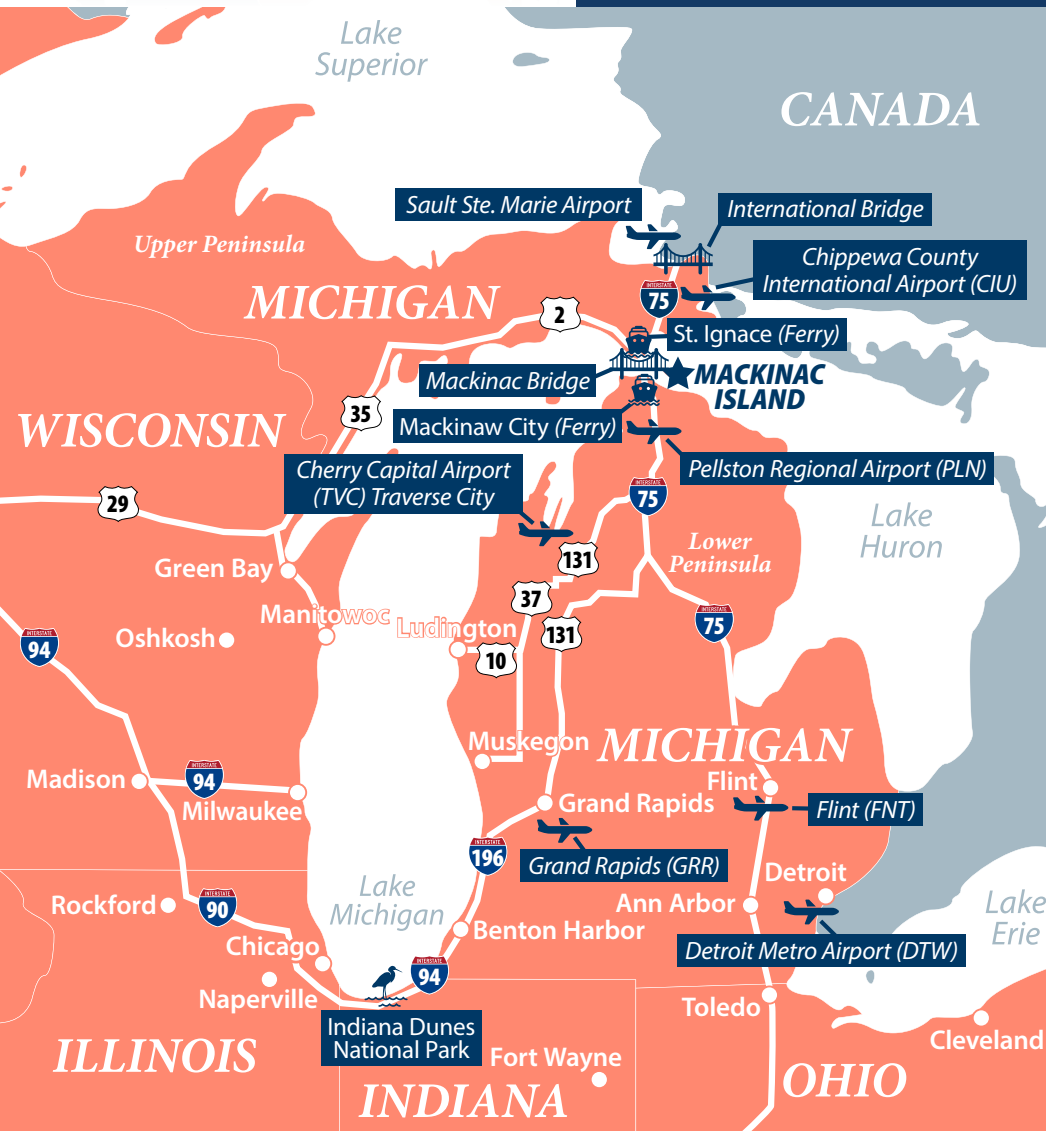 Lake
Superior
CANADA
Sault Ste. Marie Airport
International Bridge
Upper Peninsula
Chippewa County
International Airport (CIU)
MICHIGAN
INTERSTATE
75
2
St. Ignace (Ferry)
Mackinac Bridge
MACKINAC
ISLAND
35
WISCONSIN
Mackinaw City (Ferry)
Cherry Capital Airport
(TVC) Traverse City
Pellston Regional Airport (PLN)
29
INTERSTATE
75
Lake
Huron
Lower
Peninsula
131
Green Bay
37
Manitowoc
Ludington
131
INTERSTATE
75
Oshkosh
INTERSTATE
94
10
Muskegon
MICHIGAN
Madison
INTERSTATE
94
Milwaukee
Flint
Grand Rapids
Flint (FNT)
INTERSTATE
196
Grand Rapids (GRR)
Detroit
Lake
Michigan
Rockford
INTERSTATE
90
Ann Arbor
Lake
Erie
Benton Harbor
Chicago
Detroit Metro Airport (DTW)
INTERSTATE
94
Naperville
Toledo
Indiana Dunes
National Park
Cleveland
ILLINOIS
Fort Wayne
OHIO
INDIANA